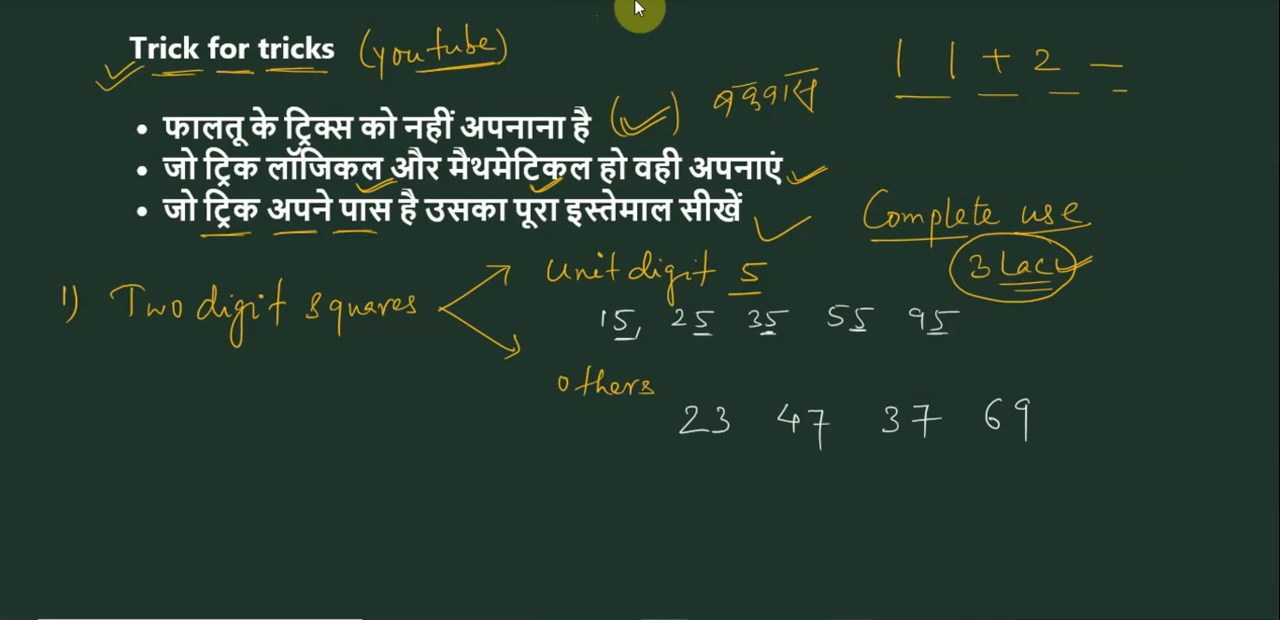 Trick for tricks (youtube)
1 1 + 2 –
• फालतू के ट्रिक्स को नहीं अपनाना है बकवास
• जो ट्रिक लॉजिकल और मैथमेटिकल हो वही अपनाएं
• जो ट्रिक अपने पास है उसका पूरा इस्तेमाल सीखें
Complete use
3 Lacs
1) Two digit squares
unit digit 5
15, 25 35 55 95
others
23 47 37 69